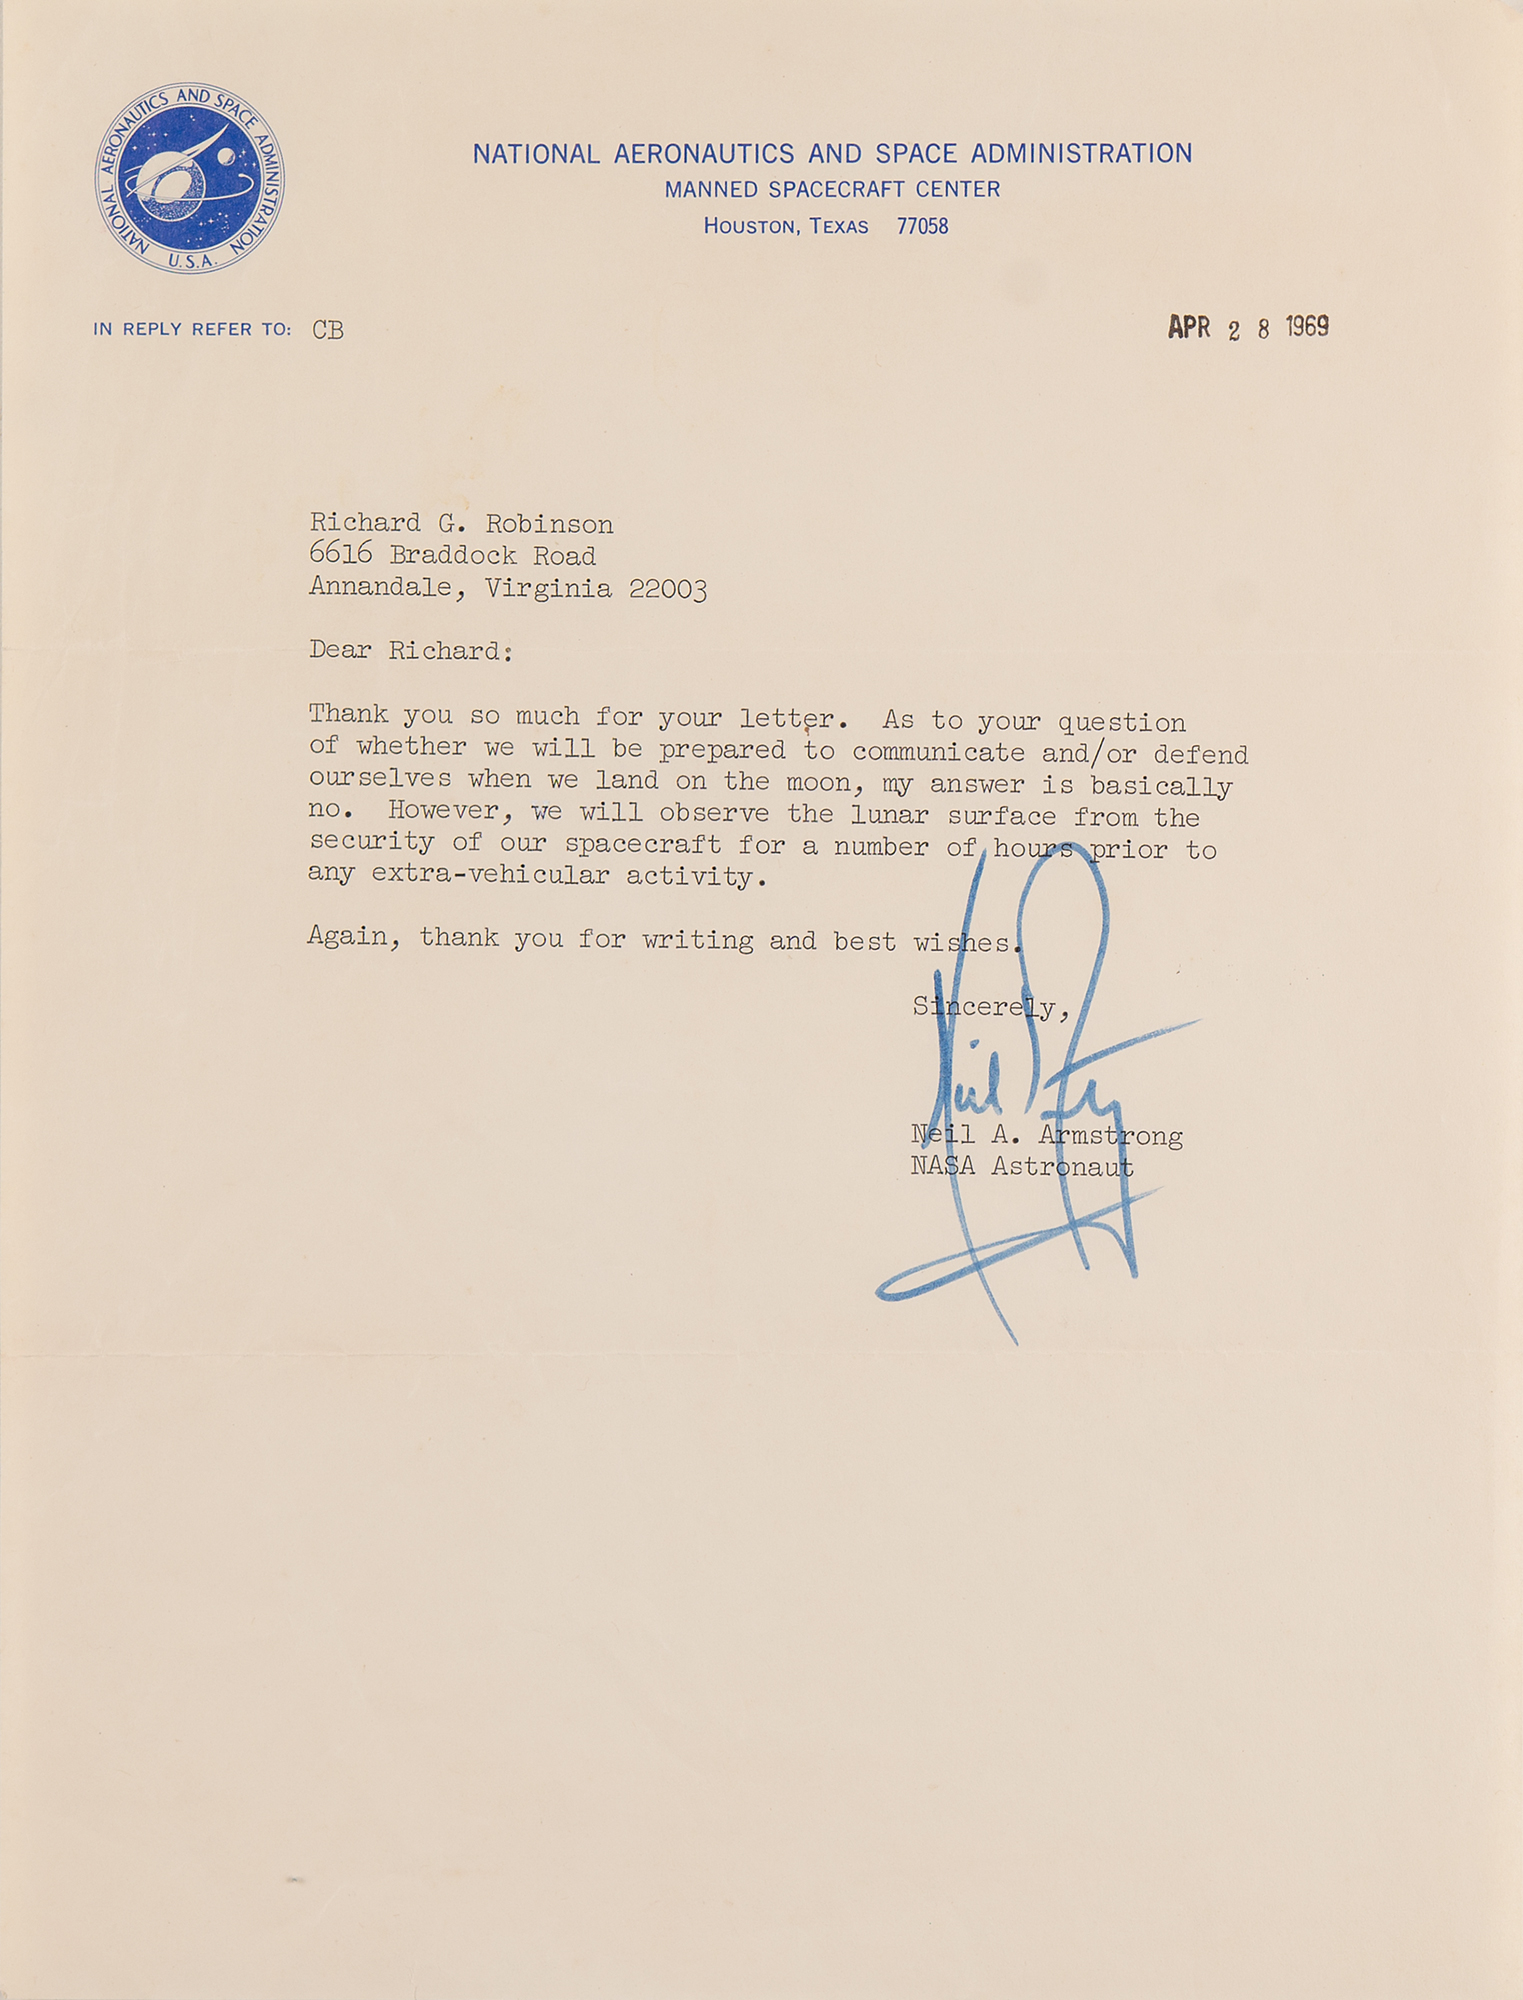 NATIONAL AERONAUTICS AND SPACE ADMINISTRATION
U.S.A.
NATIONAL AERONAUTICS AND SPACE ADMINISTRATION
MANNED SPACECRAFT CENTER
HOUSTON, TEXAS 77058
IN REPLY REFER TO: CB
APR 28 1969
Richard G. Robinson
6616 Braddock Road
Annandale, Virginia 22003
Dear Richard:
Thank you so much for your letter. As to your question
of whether we will be prepared to communicate and/or defend
ourselves when we land on the moon, my answer is basically
no. However, we will observe the lunar surface from the
security of our spacecraft for a number of hours prior to
any extra-vehicular activity.
Again, thank you for writing and best wishes.
Sincerely,
Neil
Neil A. Armstrong
NASA Astronaut